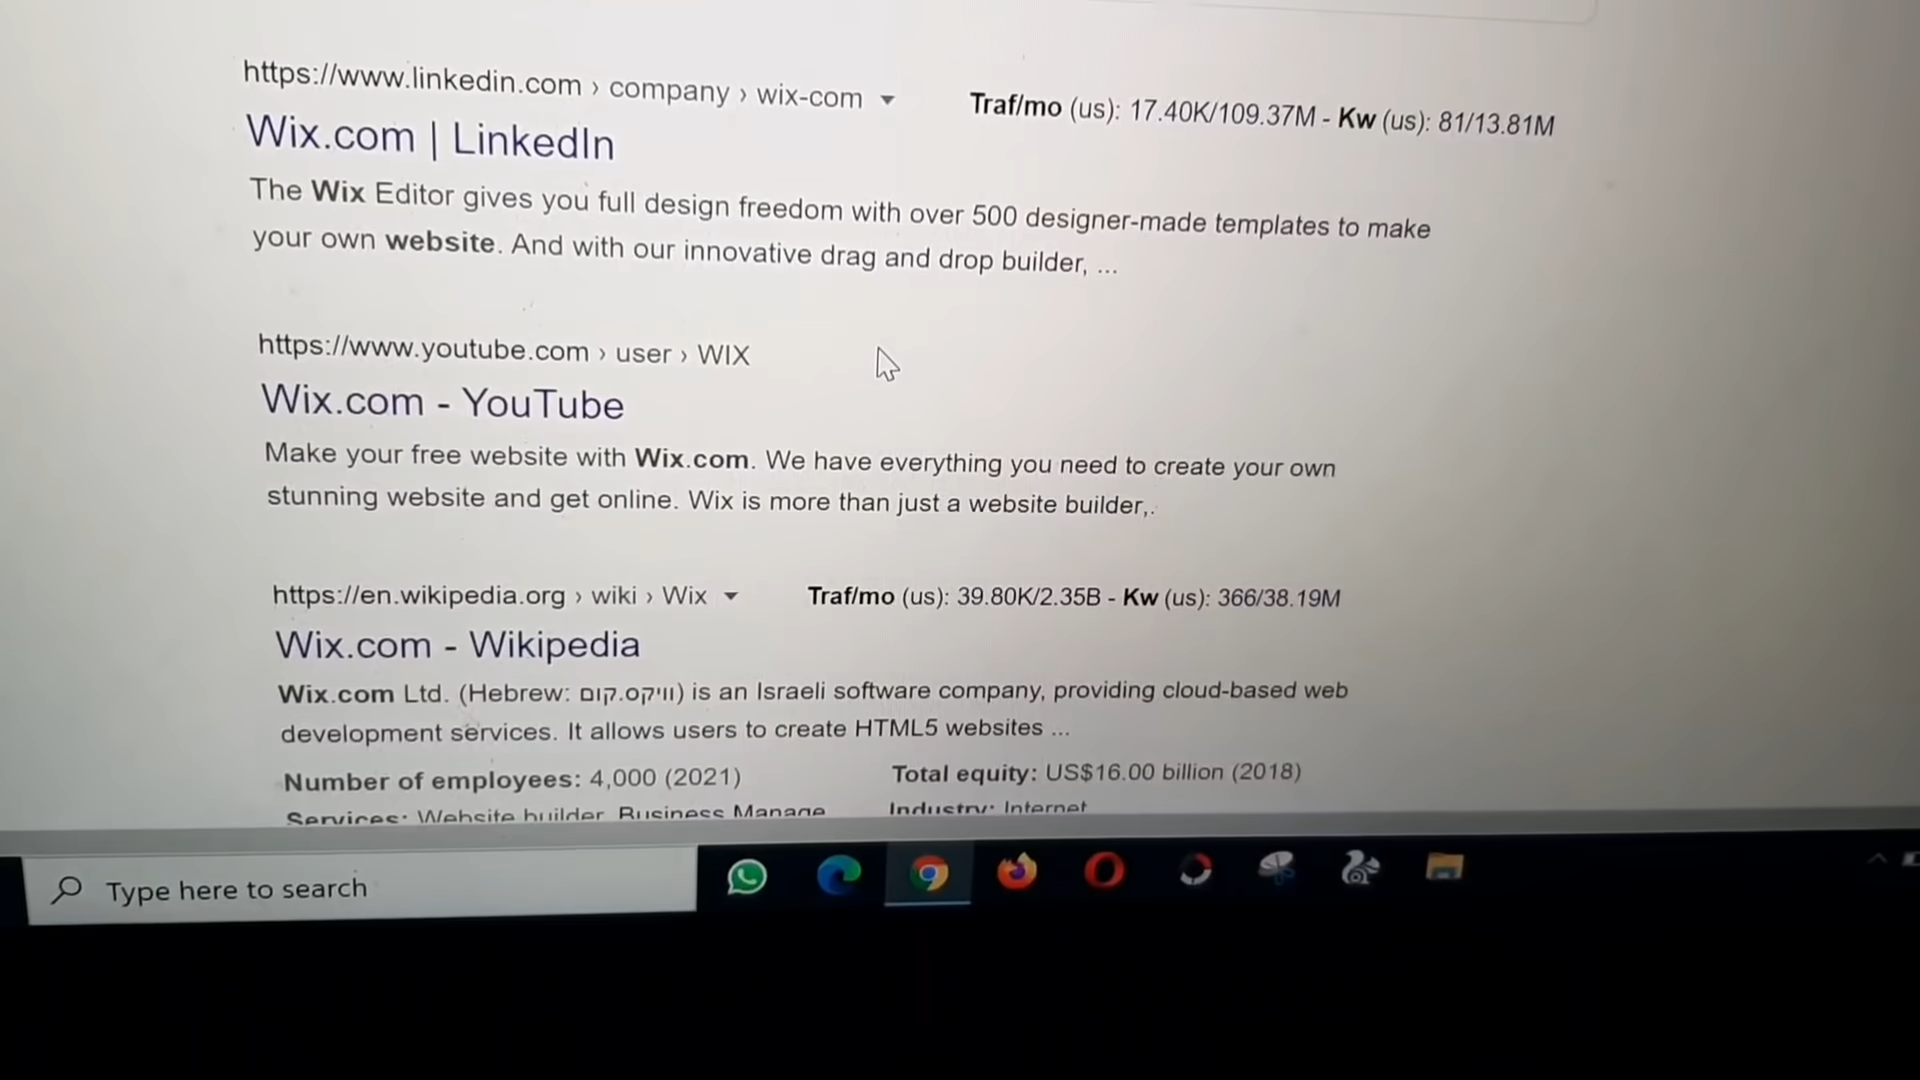 https://www.linkedin.com › company › wix-com
Traf/mo (us): 17.40K/109.37M - Kw (us): 81/13.81M
Wix.com | LinkedIn
The Wix Editor gives you full design freedom with over 500 designer-made templates to make
your own website. And with our innovative drag and drop builder, ...
https://www.youtube.com › user › WIX
Wix.com - YouTube
Make your free website with Wix.com. We have everything you need to create your own
stunning website and get online. Wix is more than just a website builder,.
https://en.wikipedia.org › wiki › Wix
Traf/mo (us): 39.80K/2.35B - Kw (us): 366/38.19M
Wix.com - Wikipedia
Wix.com Ltd. (Hebrew: וויקס.קום) is an Israeli software company, providing cloud-based web
development services. It allows users to create HTML5 websites ...
Number of employees: 4,000 (2021)
Total equity: US$16.00 billion (2018)
Services: Website builder Business Manage
Industry: Internet
Type here to search